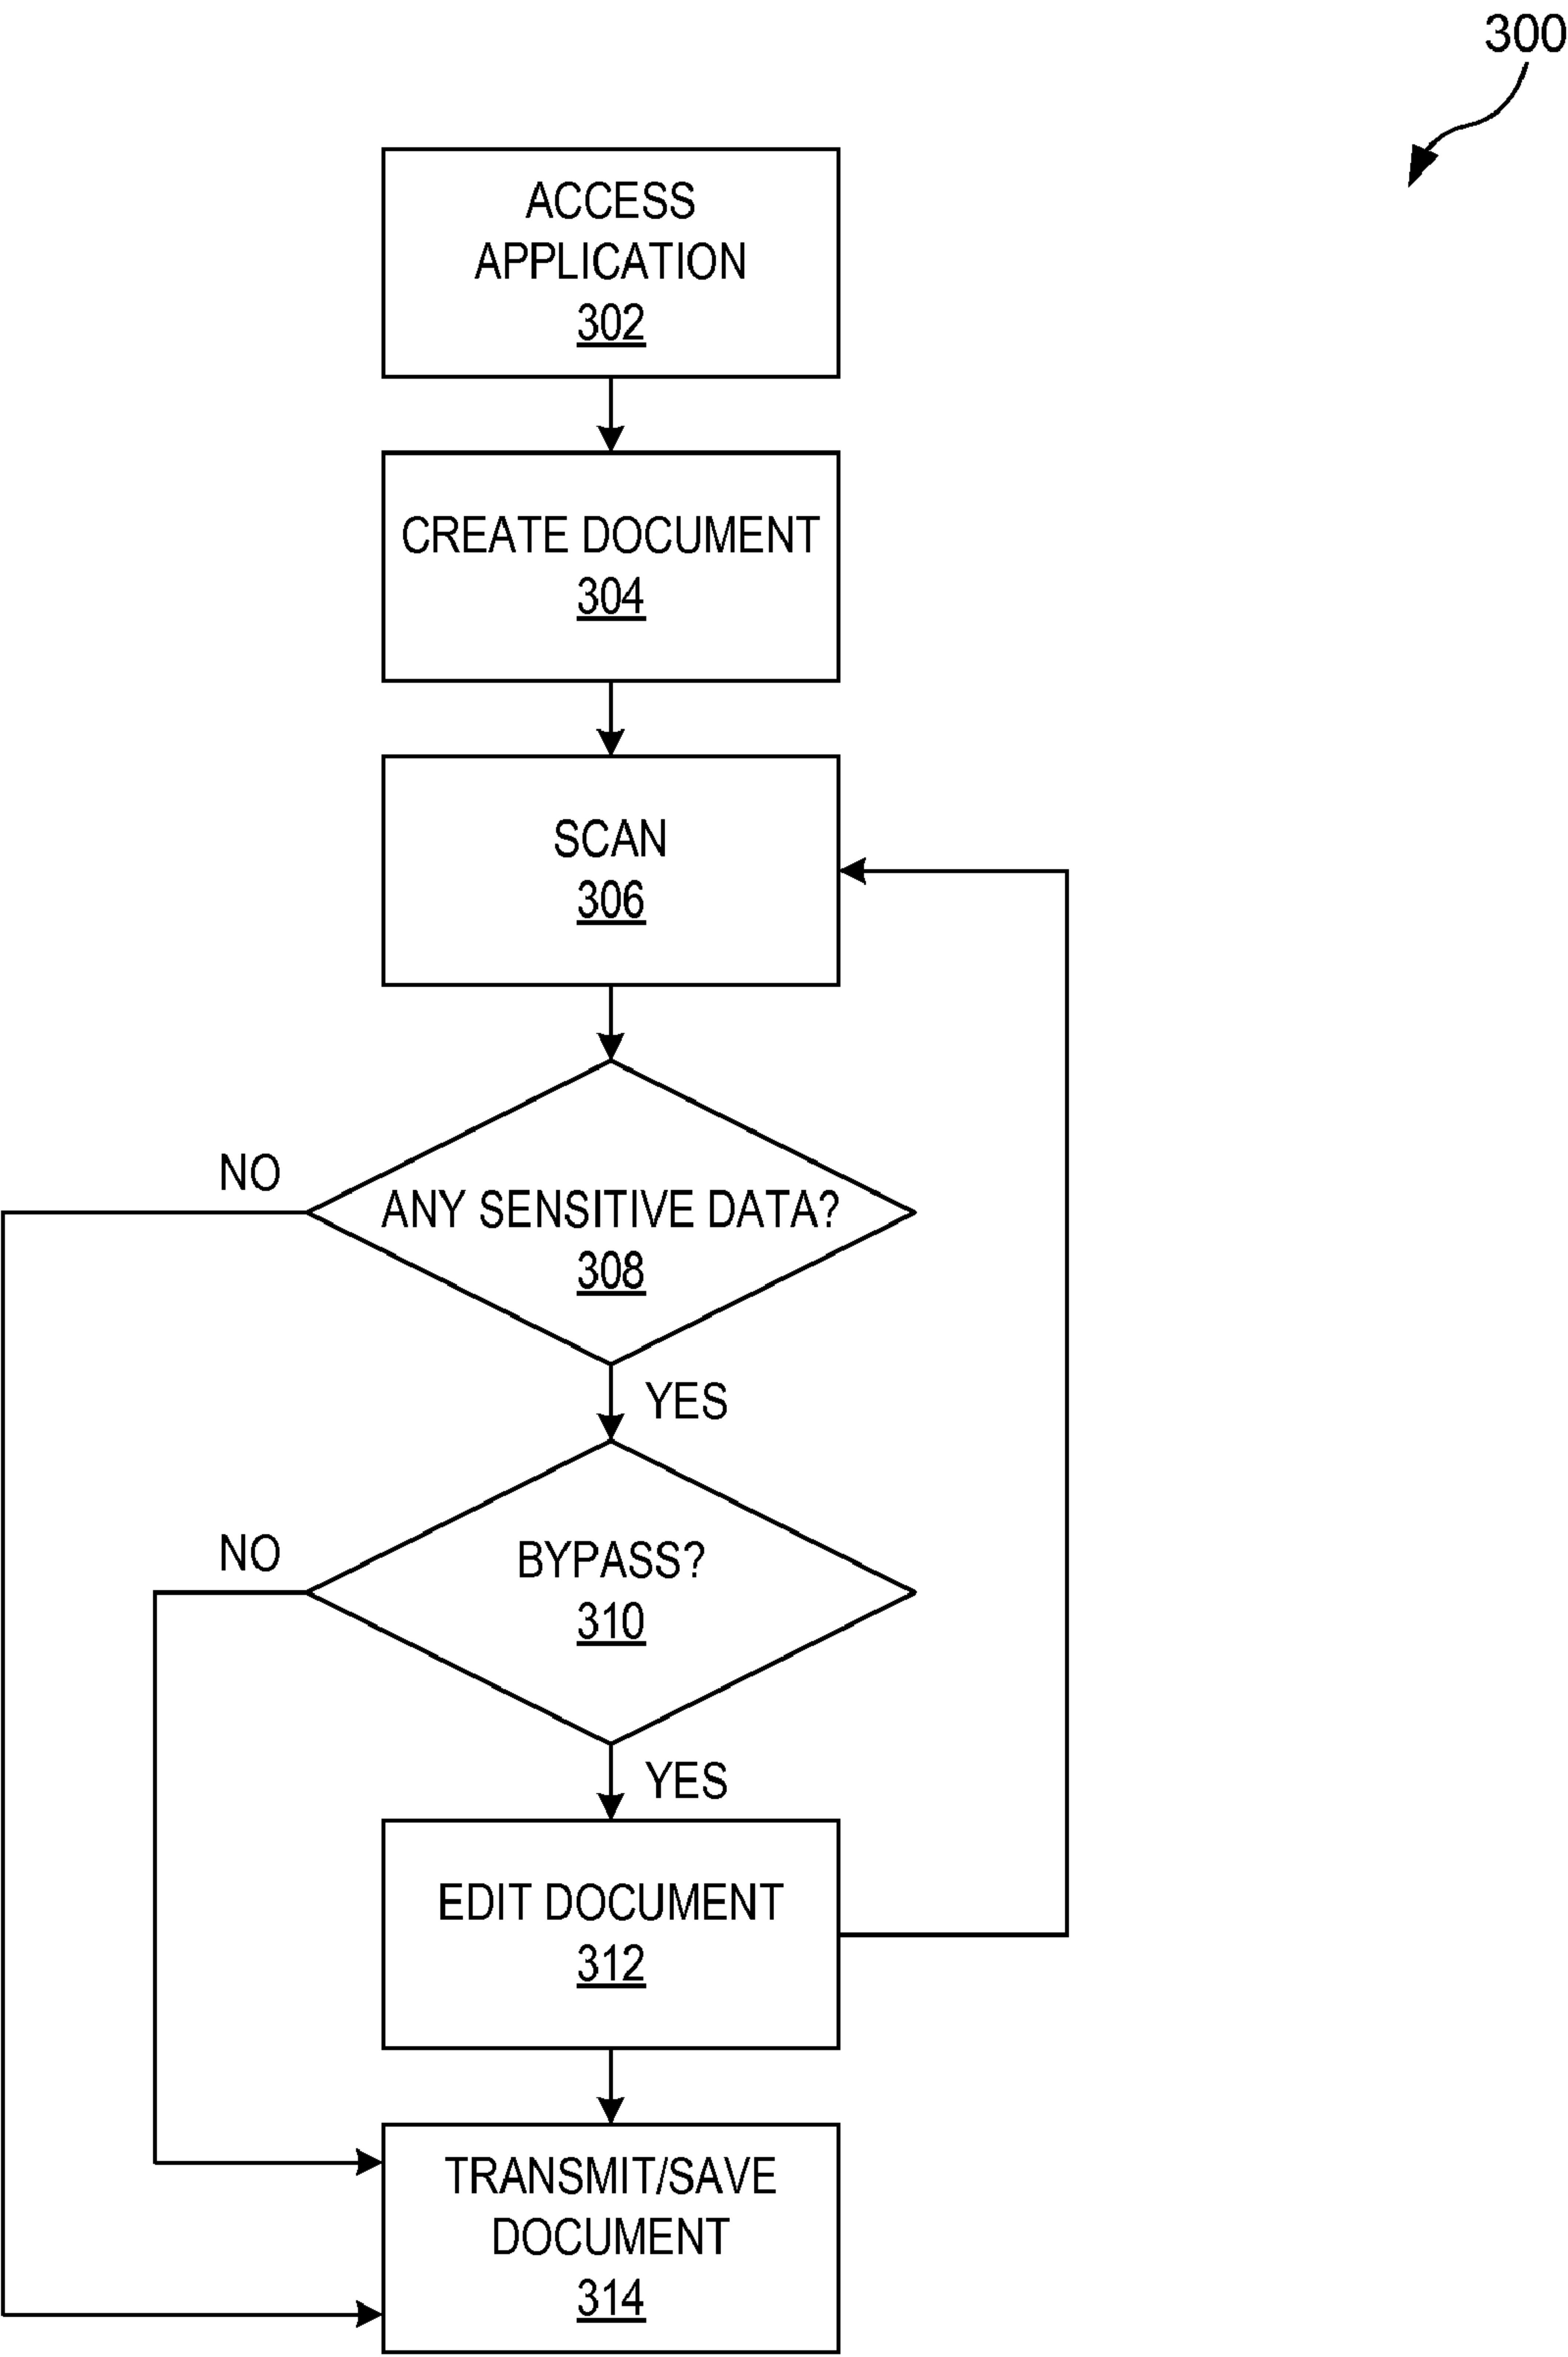 300
ACCESS
APPLICATION
302
CREATE DOCUMENT
304
SCAN
306
NO
ANY SENSITIVE DATA?
308
YES
NO
BYPASS?
310
YES
EDIT DOCUMENT
312
TRANSMIT/SAVE
DOCUMENT
314